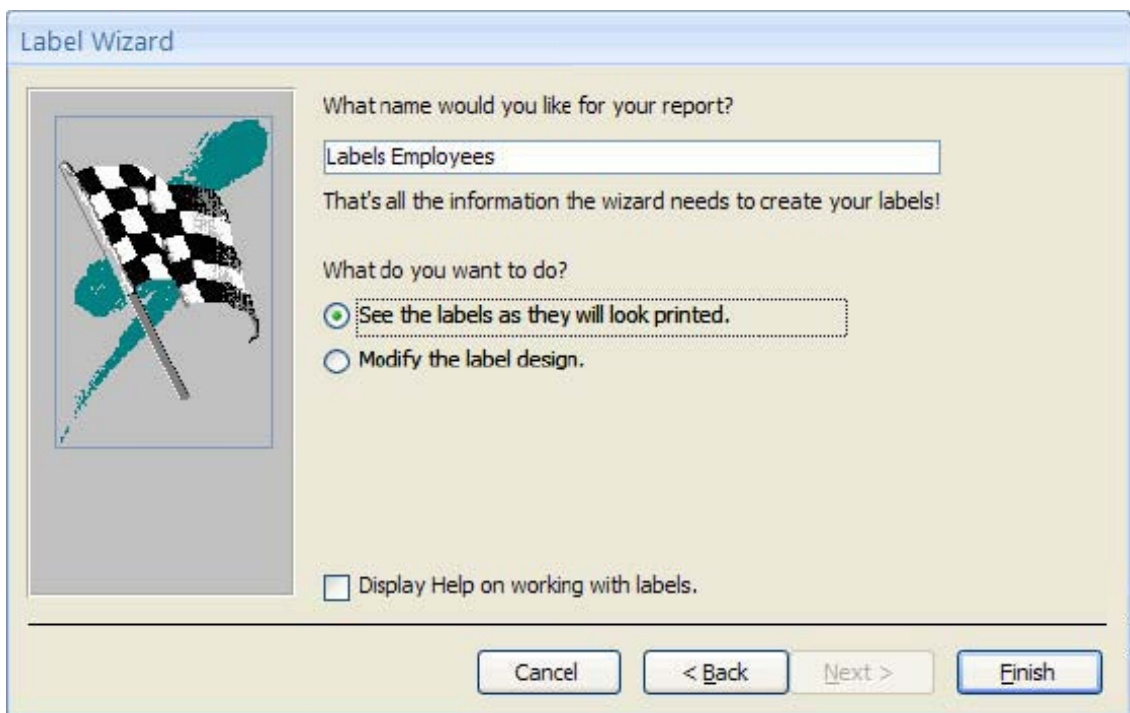 Label Wizard
What name would you like for your report?
Labels Employees
That's all the information the wizard needs to create your labels!
What do you want to do?
See the labels as they will look printed.
Modify the label design.
Display Help on working with labels.
Cancel
< Back
Next >
Finish